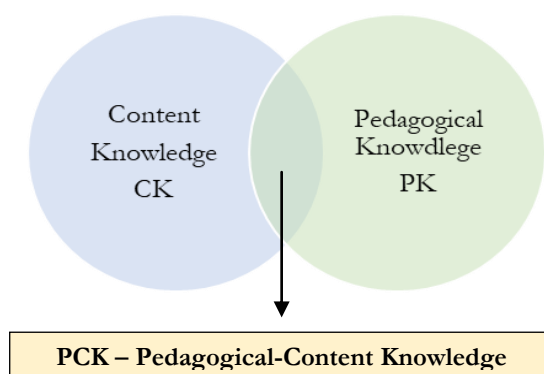 Content
Knowledge
CK
Pedagogical
Knowdlege
PK
PCK – Pedagogical-Content Knowledge